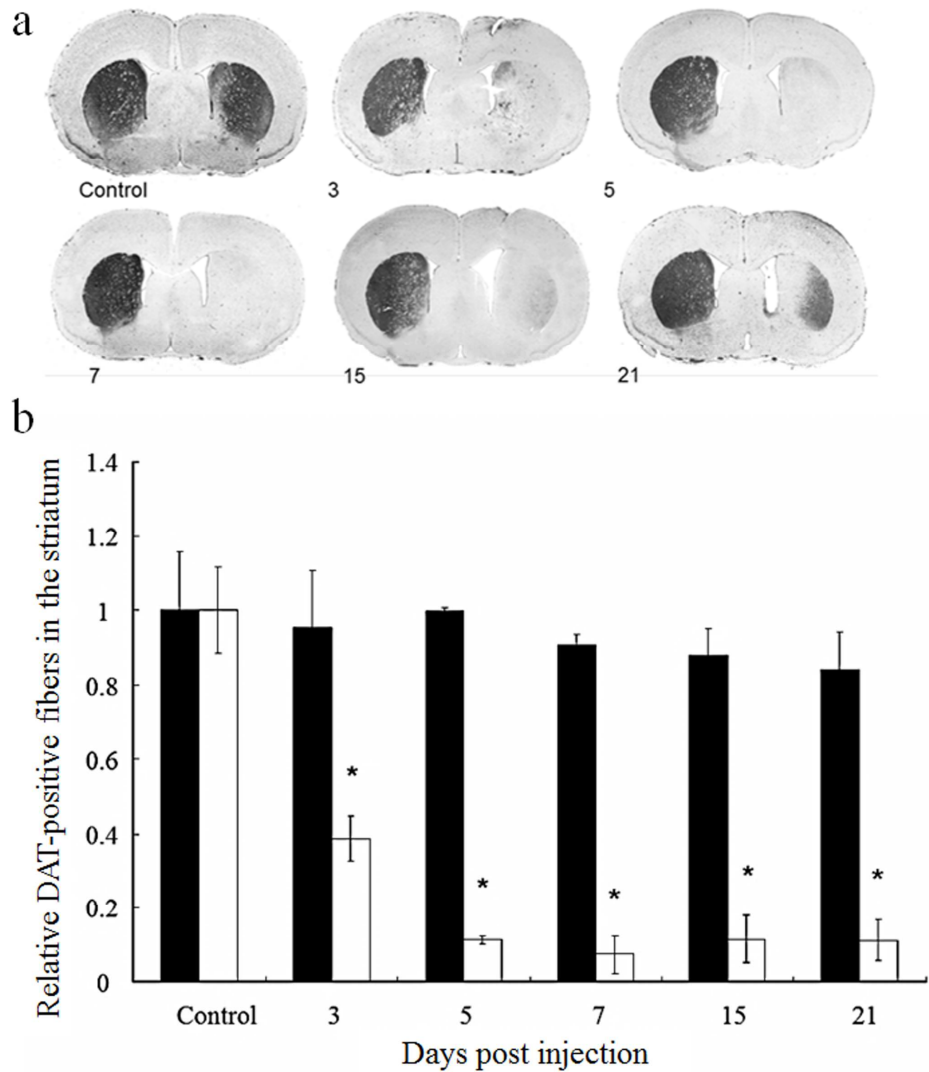 a
Control 3 5
7 15 21
b
Relative DAT-positive fibers in the striatum
1.4
1.2
1
0.8
0.6
0.4
0.2
0
* * * * *
Control 3 5 7 15 21
Days post injection